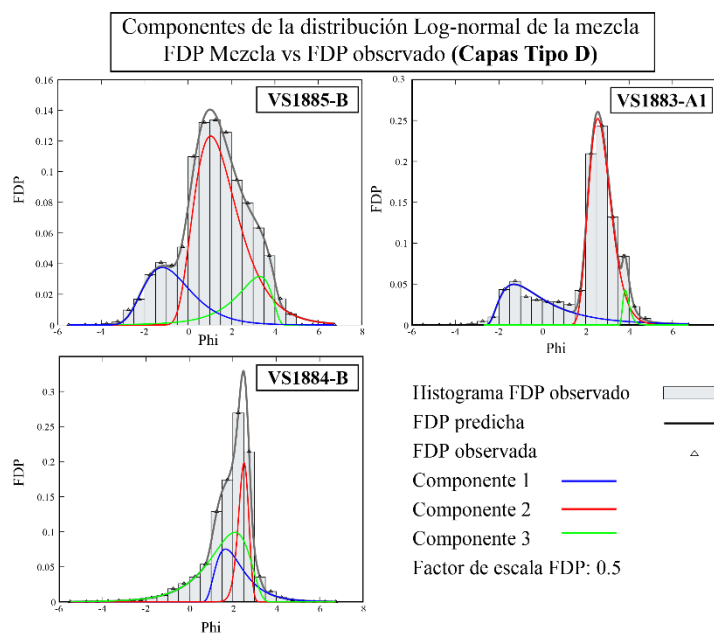 Componentes de la distribución Log-normal de la mezcla
FDP Mezcla vs FDP observado (Capas Tipo D)
VS1885-B
0.16
0.14
0.12
0.1
0.08
0.06
0.04
0.02
0
FDP
-6 -4 -2 0 2 4 6 8
Phi
VS1883-A1
0.3
0.25
0.2
0.15
0.1
0.05
0
FDP
-6 -4 -2 0 2 4 6
Phi
VS1884-B
0.3
0.25
0.2
0.15
0.1
0.05
0
FDP
-6 -4 -2 0 2 4 6 8
Phi
Histograma FDP observado
FDP predicha
FDP observada
Componente 1
Componente 2
Componente 3
Factor de escala FDP: 0.5